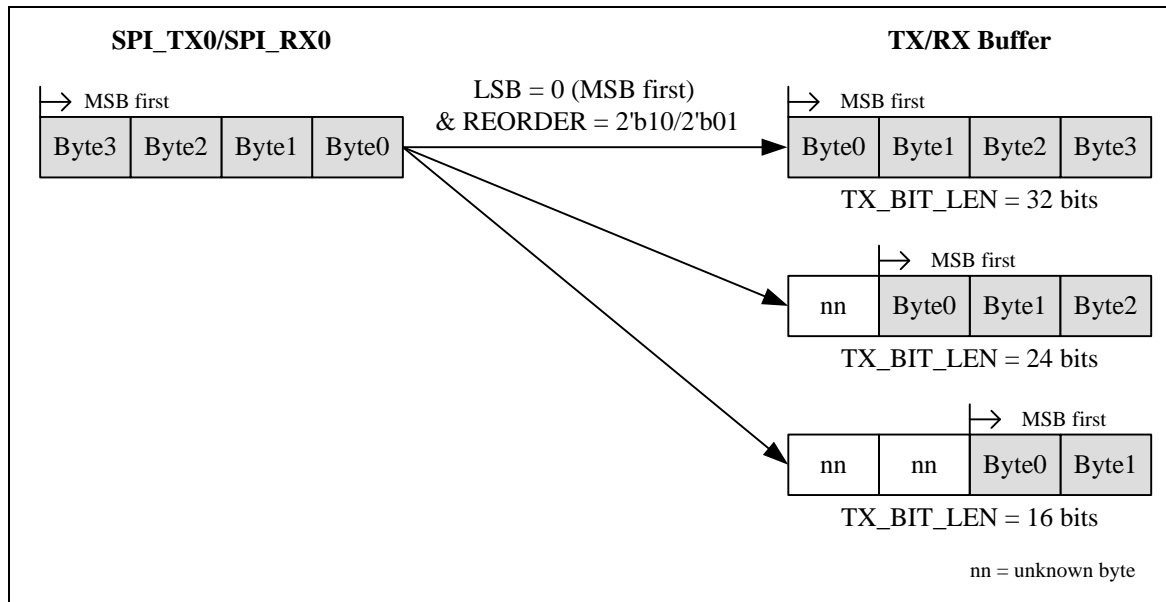 SPI_TX0/SPI_RX0
TX/RX Buffer
MSB first
LSB = 0 (MSB first)
& REORDER = 2'b10/2'b01
MSB first
Byte3 Byte2 Byte1 Byte0
Byte0 Byte1 Byte2 Byte3
TX_BIT_LEN = 32 bits
MSB first
nn Byte0 Byte1 Byte2
TX_BIT_LEN = 24 bits
MSB first
nn nn Byte0 Byte1
TX_BIT_LEN = 16 bits
nn = unknown byte